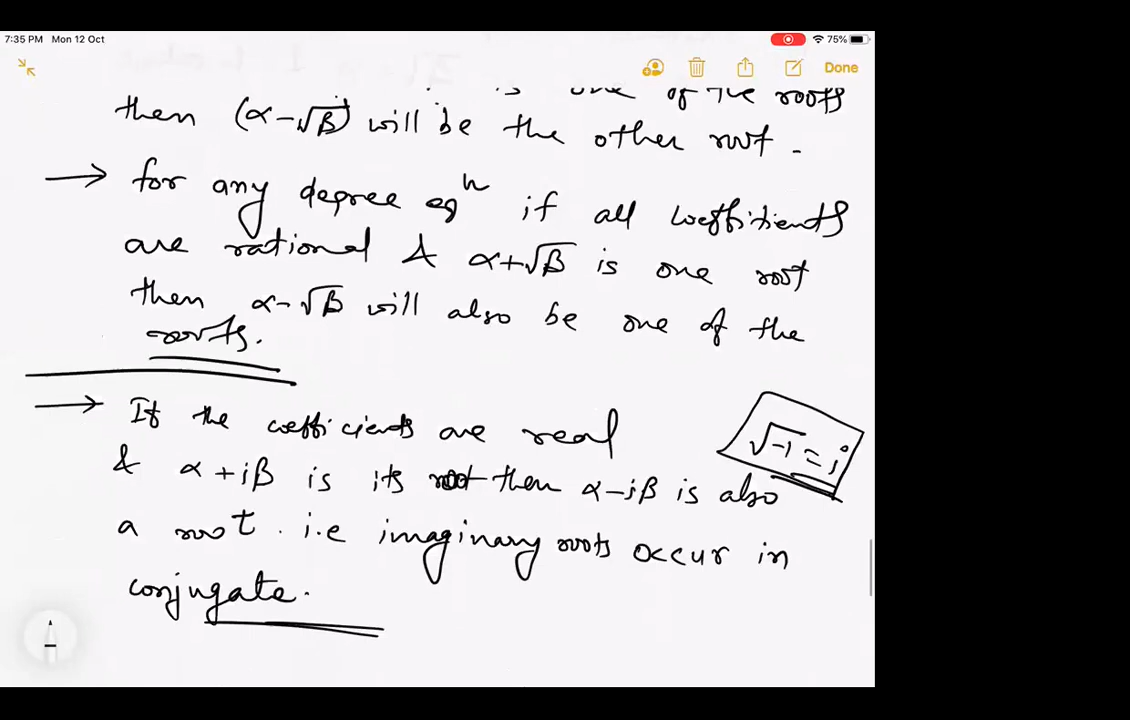 7:35 PM Mon 12 Oct 75%
Done
is one of the roots
then (α-√β) will be the other root.
→ for any degree eqn if all coefficients
are rational & α+√β is one root
then α-√β will also be one of the
roots.
→ If the coefficients are real
√-1 = i
& α+iβ is its root then α-iβ is also
a root. i.e imaginary roots occur in
conjugate.